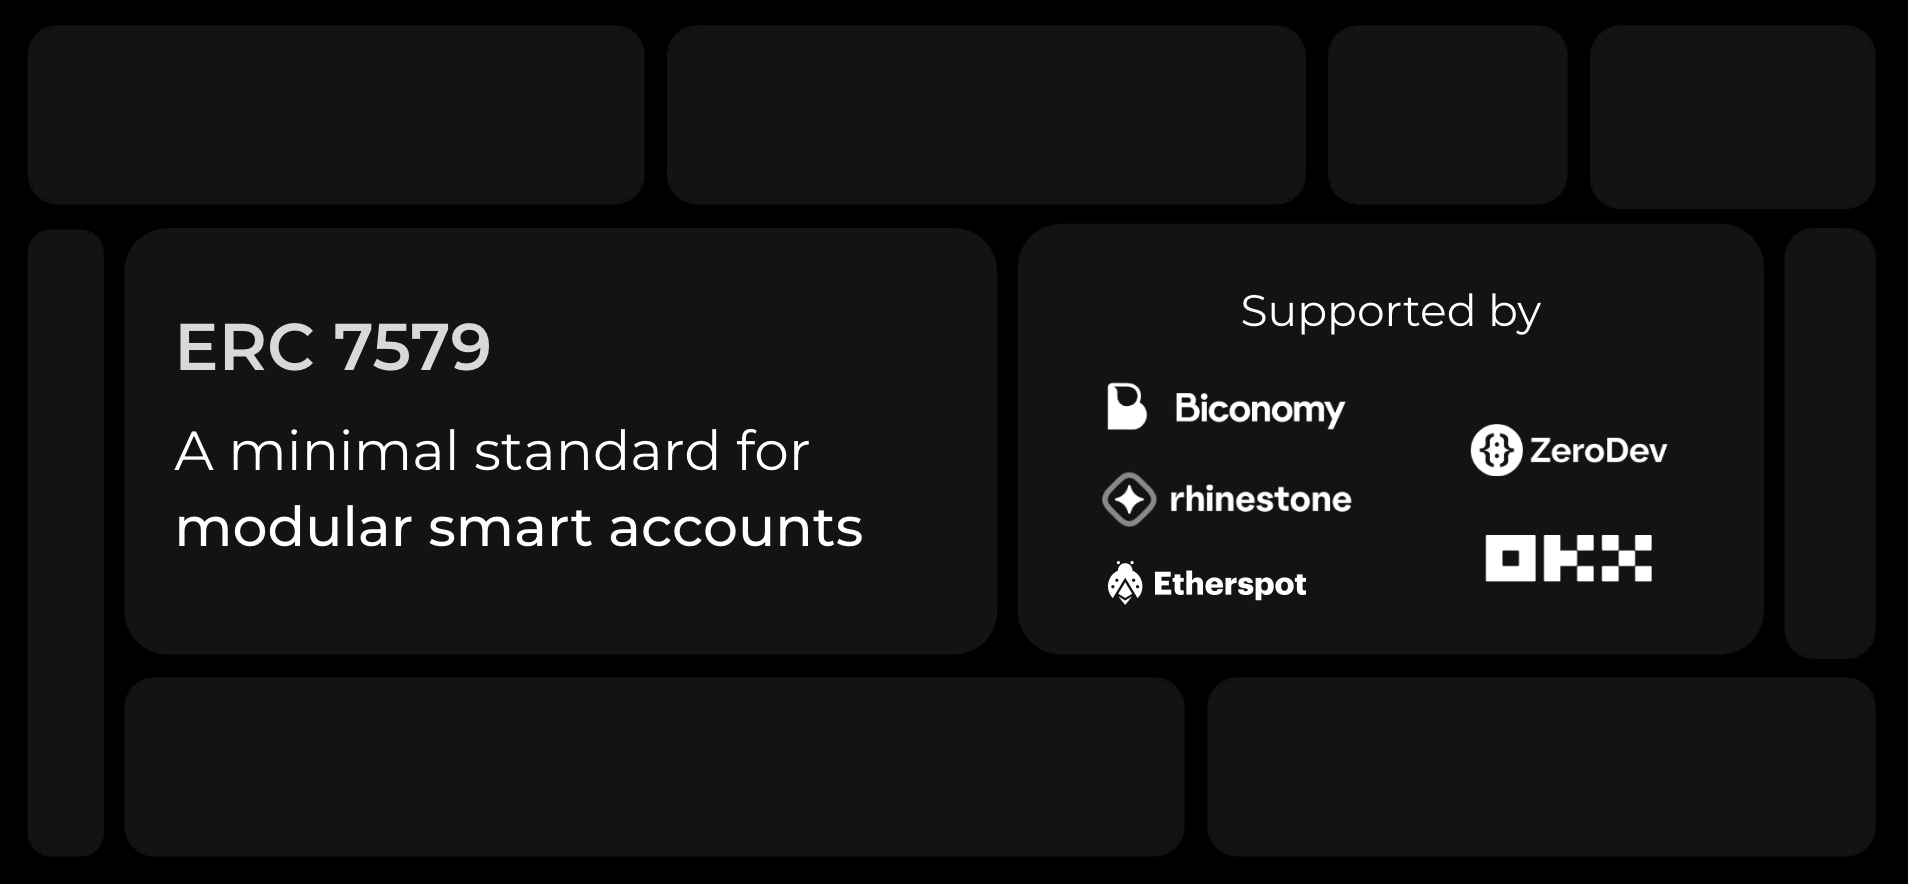 ERC 7579
A minimal standard for
modular smart accounts
Supported by
Biconomy
rhinestone
Etherspot
ZeroDev
OKX